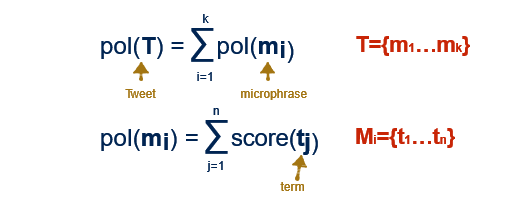 k
pol(T) = ∑ pol(mi) T={m1...mk}
i=1
Tweet microphrase
n
pol(mi) = ∑ score(tj) Mi={t1...tn}
j=1
term